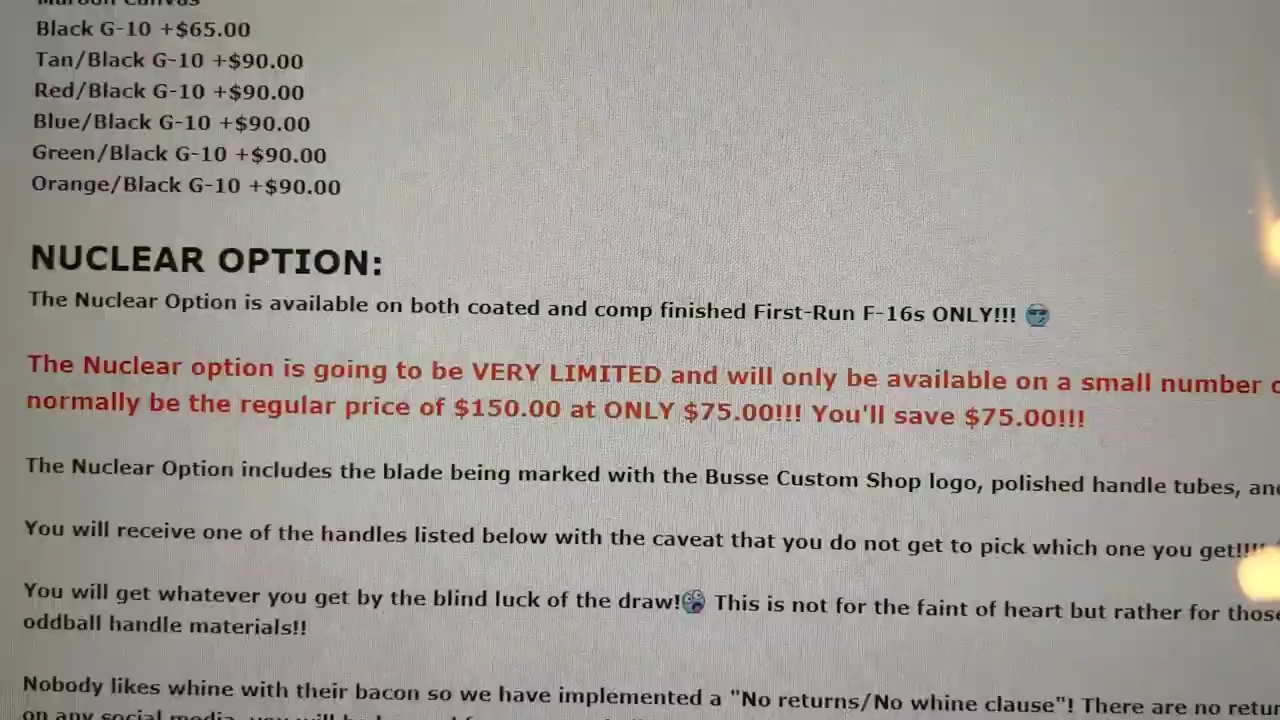 Maroon Canvas
Black G-10 +$65.00
Tan/Black G-10 +$90.00
Red/Black G-10 +$90.00
Blue/Black G-10 +$90.00
Green/Black G-10 +$90.00
Orange/Black G-10 +$90.00
NUCLEAR OPTION:
The Nuclear Option is available on both coated and comp finished First-Run F-16s ONLY!!!
The Nuclear option is going to be VERY LIMITED and will only be available on a small number
normally be the regular price of $150.00 at ONLY $75.00!!! You'll save $75.00!!!
The Nuclear Option includes the blade being marked with the Busse Custom Shop logo, polished handle tubes,
You will receive one of the handles listed below with the caveat that you do not get to pick which one you get!!!!
You will get whatever you get by the blind luck of the draw! This is not for the faint of heart but rather for those
oddball handle materials!!
Nobody likes whine with their bacon so we have implemented a "No returns/No whine clause"! There are no
on any social media,